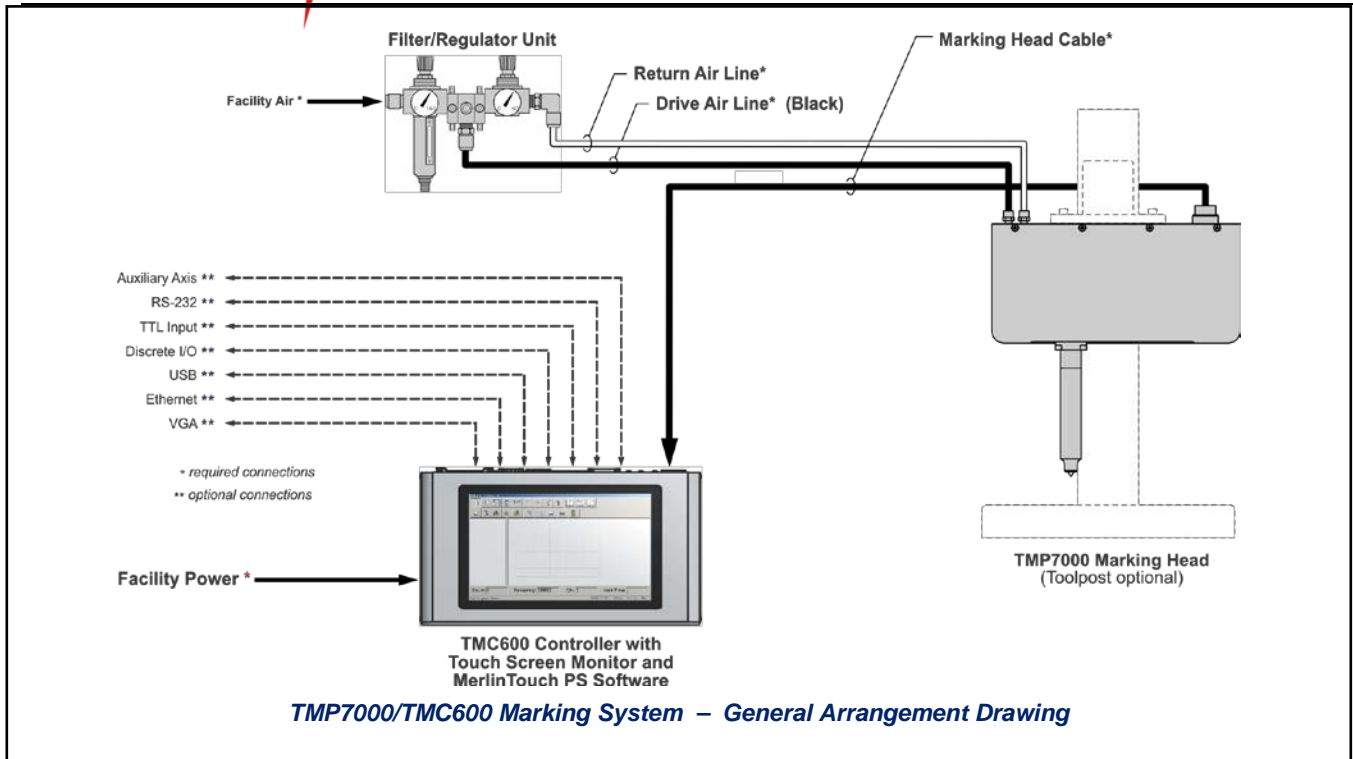 Filter/Regulator Unit
Marking Head Cable*
Return Air Line*
Facility Air *
Drive Air Line* (Black)
Auxiliary Axis **
RS-232 **
TTL Input **
Discrete I/O **
USB **
Ethernet **
VGA **
* required connections
** optional connections
Facility Power *
TMP7000 Marking Head
(Toolpost optional)
TMC600 Controller with
Touch Screen Monitor and
MerlinTouch PS Software
TMP7000/TMC600 Marking System – General Arrangement Drawing